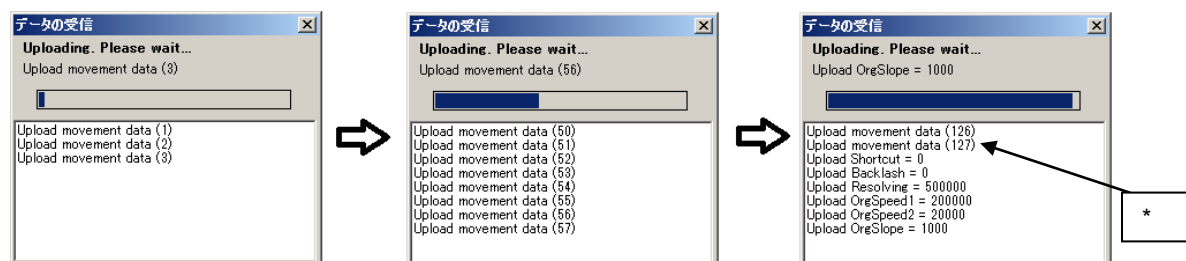 データの受信
Uploading. Please wait...
Upload movement data (3)
Upload movement data (1)
Upload movement data (2)
Upload movement data (3)
データの受信
Uploading. Please wait...
Upload movement data (56)
Upload movement data (50)
Upload movement data (51)
Upload movement data (52)
Upload movement data (53)
Upload movement data (54)
Upload movement data (55)
Upload movement data (56)
Upload movement data (57)
データの受信
Uploading. Please wait...
Upload OrgSlope = 1000
Upload movement data (126)
Upload movement data (127)
Upload Shortcut = 0
Upload Backlash = 0
Upload Resolving = 500000
Upload OrgSpeed1 = 200000
Upload OrgSpeed2 = 20000
Upload OrgSlope = 1000
*